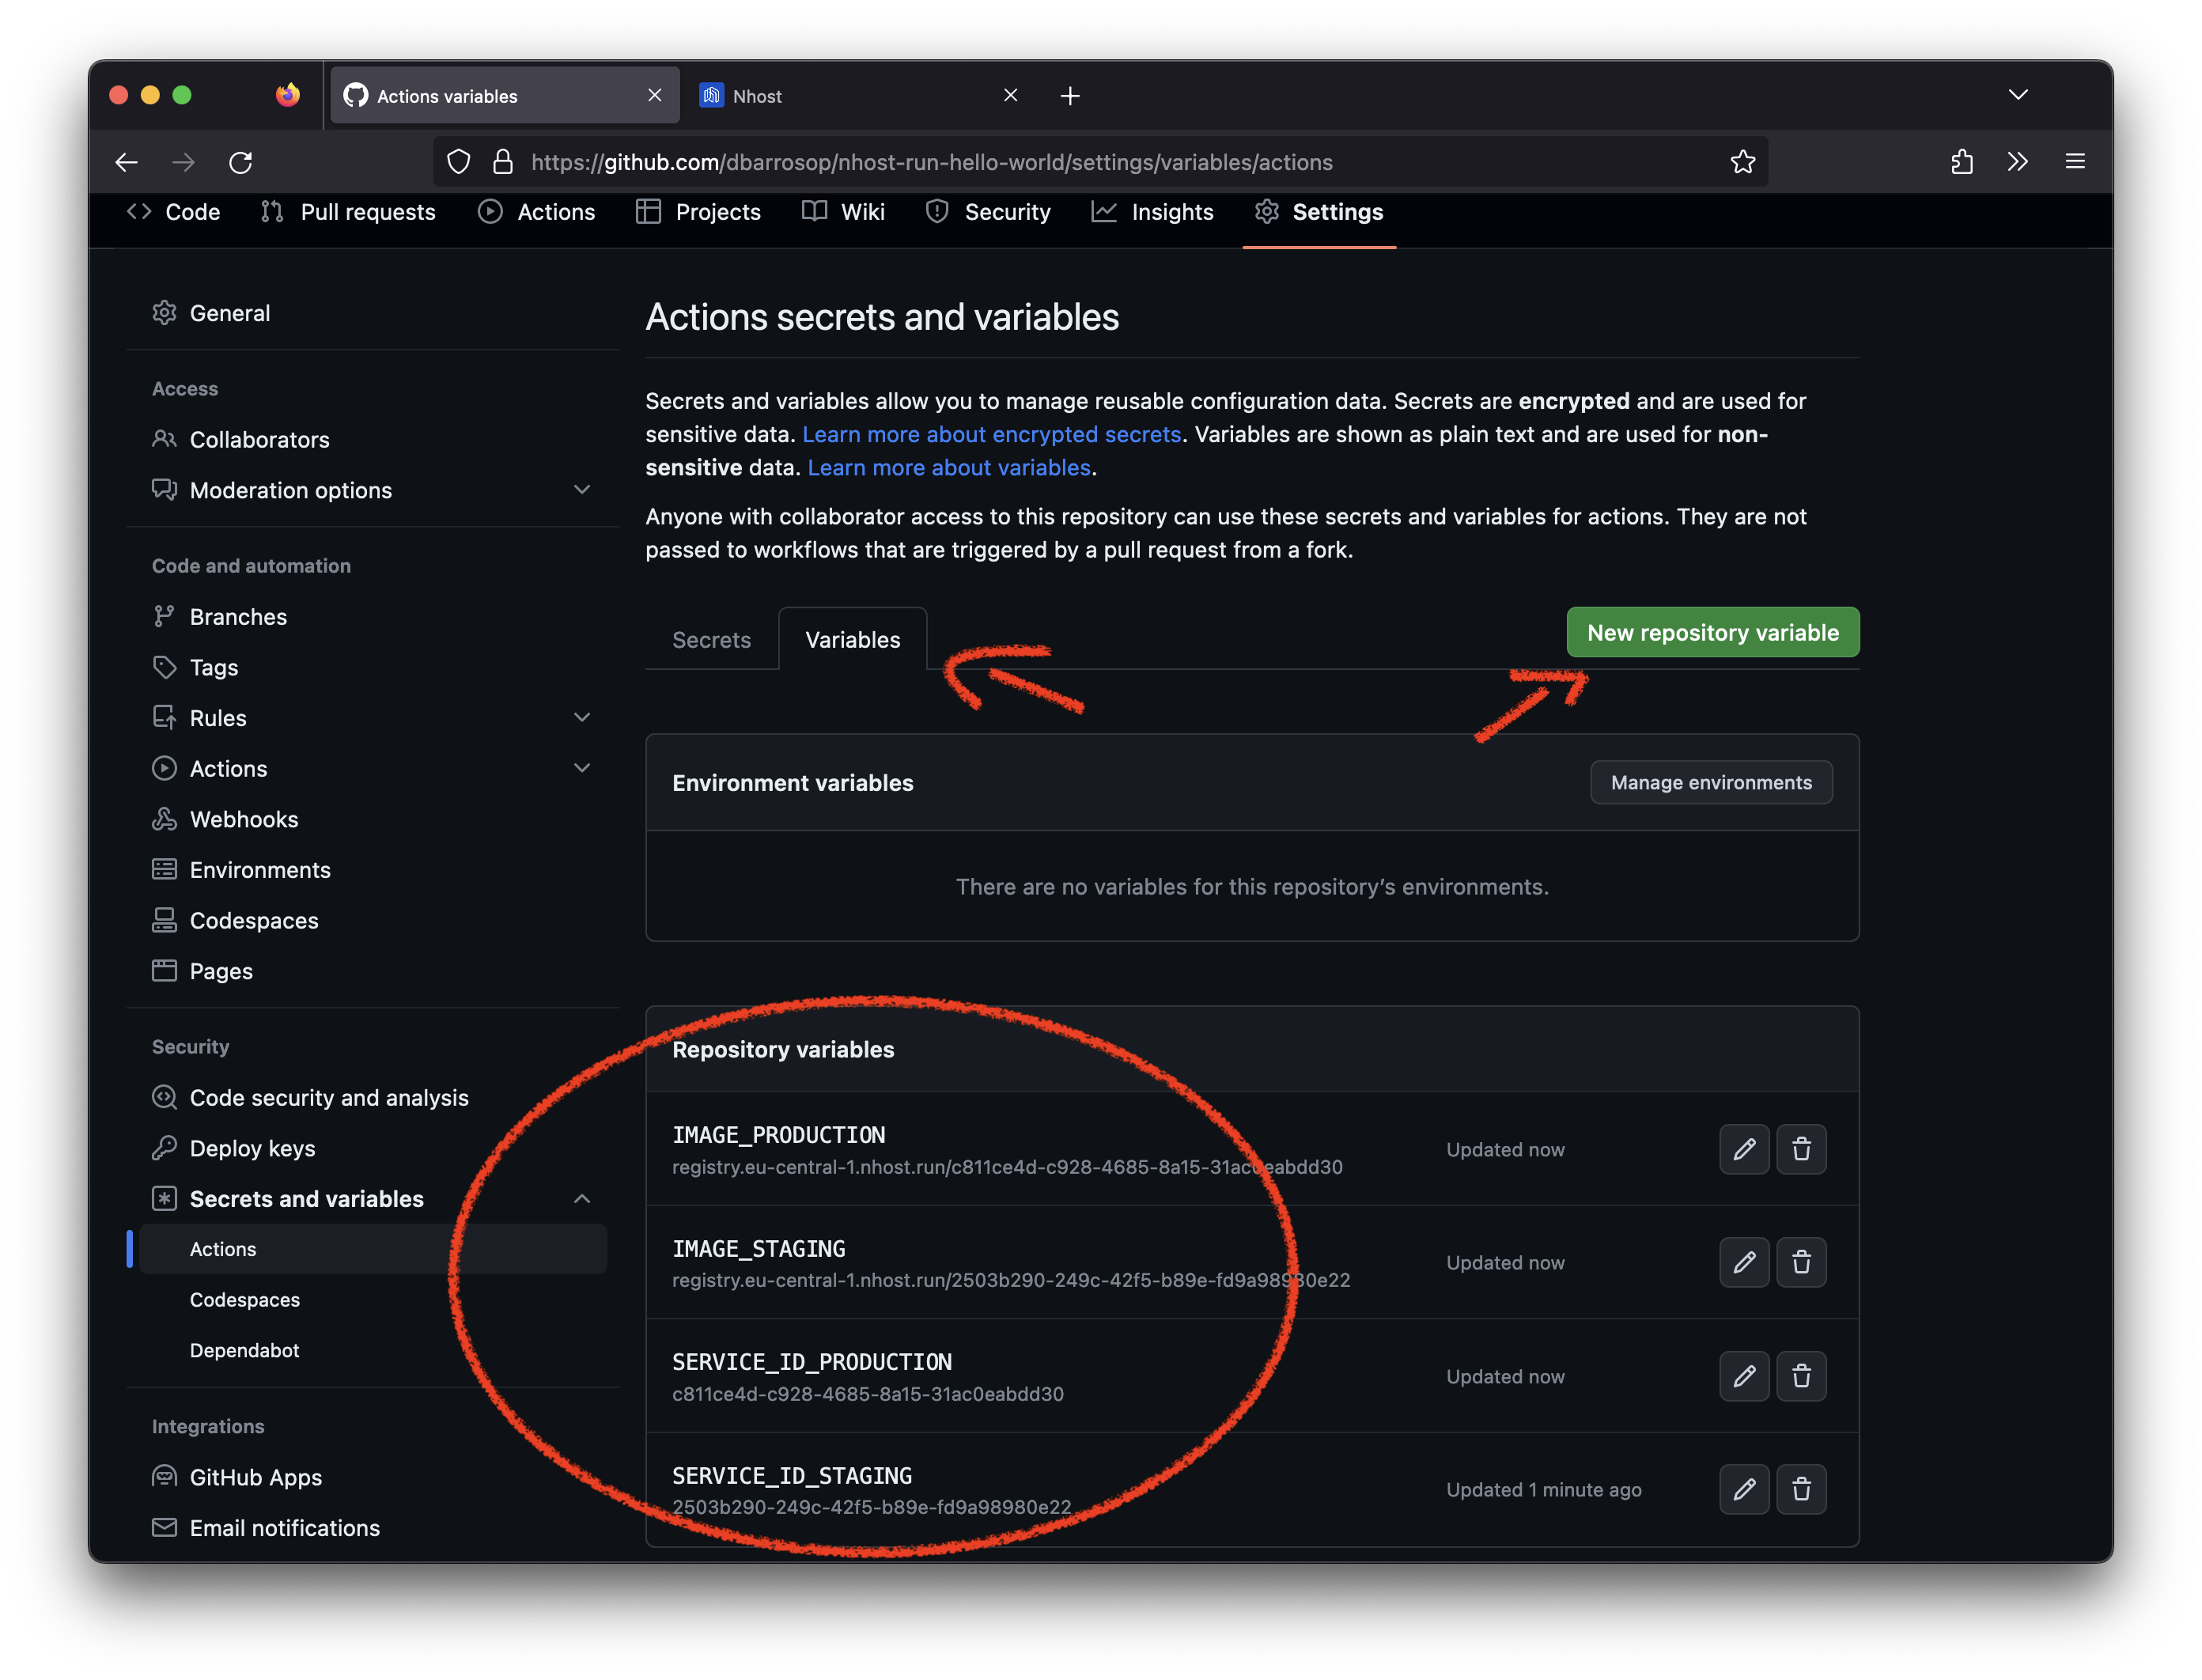 Actions variables
Nhost
https://github.com/dbarrosop/nhost-run-hello-world/settings/variables/actions
Code Pull requests Actions Projects Wiki Security Insights Settings
General
Access
Collaborators
Moderation options
Code and automation
Branches
Tags
Rules
Actions
Webhooks
Environments
Codespaces
Pages
Security
Code security and analysis
Deploy keys
Secrets and variables
Actions
Codespaces
Dependabot
Integrations
GitHub Apps
Email notifications
Actions secrets and variables
Secrets and variables allow you to manage reusable configuration data. Secrets are encrypted and are used for
sensitive data. Learn more about encrypted secrets. Variables are shown as plain text and are used for non-
sensitive data. Learn more about variables.
Anyone with collaborator access to this repository can use these secrets and variables for actions. They are not
passed to workflows that are triggered by a pull request from a fork.
Secrets Variables New repository variable
Environment variables Manage environments
There are no variables for this repository’s environments.
Repository variables
IMAGE_PRODUCTION
registry.eu-central-1.nhost.run/c811ce4d-c928-4685-8a15-31ac0eabdd30
Updated now
IMAGE_STAGING
registry.eu-central-1.nhost.run/2503b290-249c-42f5-b89e-fd9a98980e22
Updated now
SERVICE_ID_PRODUCTION
c811ce4d-c928-4685-8a15-31ac0eabdd30
Updated now
SERVICE_ID_STAGING
2503b290-249c-42f5-b89e-fd9a98980e22
Updated 1 minute ago